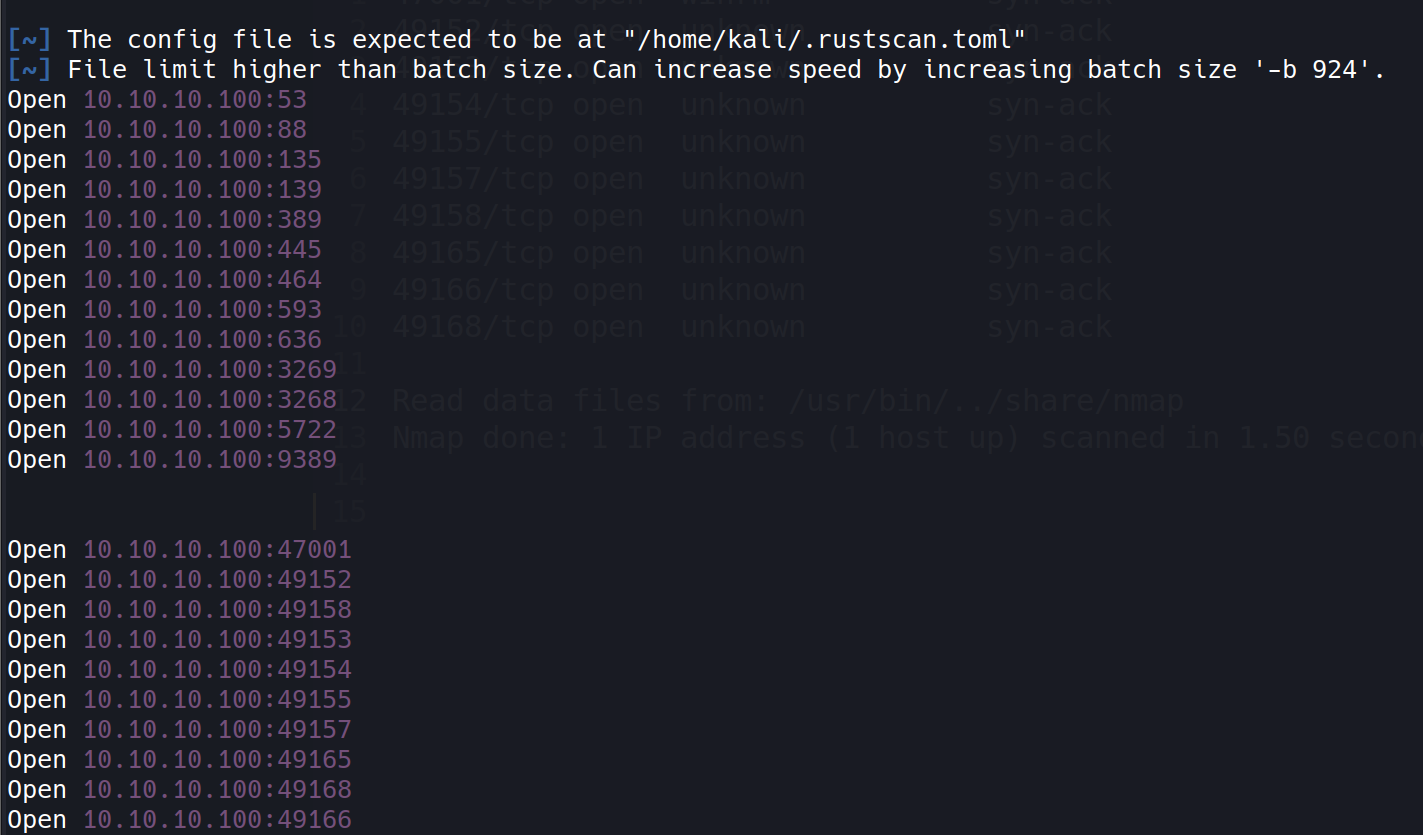 47001/tcp open winrm syn-ack
[~] The config file is expected to be at "/home/kali/.rustscan.toml"
[~] File limit higher than batch size. Can increase speed by increasing batch size '-b 924'.
Open 10.10.10.100:53
Open 10.10.10.100:88
Open 10.10.10.100:135
Open 10.10.10.100:139
Open 10.10.10.100:389
Open 10.10.10.100:445
Open 10.10.10.100:464
Open 10.10.10.100:593
Open 10.10.10.100:636
Open 10.10.10.100:3269
Open 10.10.10.100:3268
Open 10.10.10.100:5722
Open 10.10.10.100:9389
Open 10.10.10.100:47001
Open 10.10.10.100:49152
Open 10.10.10.100:49158
Open 10.10.10.100:49153
Open 10.10.10.100:49154
Open 10.10.10.100:49155
Open 10.10.10.100:49157
Open 10.10.10.100:49165
Open 10.10.10.100:49168
Open 10.10.10.100:49166
4 49154/tcp open unknown syn-ack
5 49155/tcp open unknown syn-ack
6 49157/tcp open unknown syn-ack
7 49158/tcp open unknown syn-ack
8 49165/tcp open unknown syn-ack
9 49166/tcp open unknown syn-ack
10 49168/tcp open unknown syn-ack
11
12 Read data files from: /usr/bin/../share/nmap
13 Nmap done: 1 IP address (1 host up) scanned in 1.50 secon
14
15